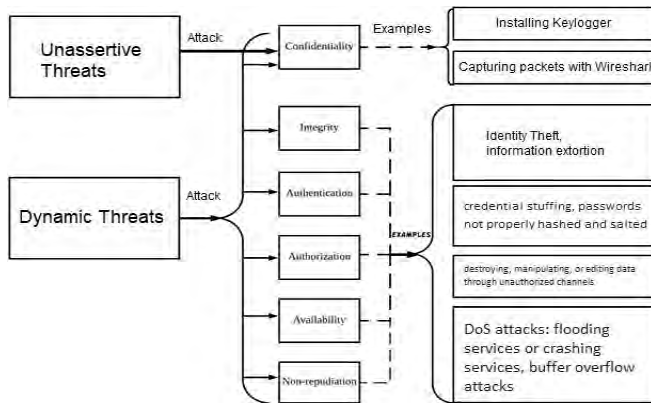 Unassertive
Threats
Attack
Confidentiality
Examples
Installing Keylogger
Capturing packets with Wireshark
Integrity
Identity Theft,
information extortion
Dynamic Threats
Attack
Authentication
credential stuffing, passwords
not properly hashed and salted
Authorization
EXAMPLES
destroying, manipulating, or editing data
through unauthorized channels
Availability
DoS attacks: flooding
services or crashing
services, buffer overflow
attacks
Non-repudiation